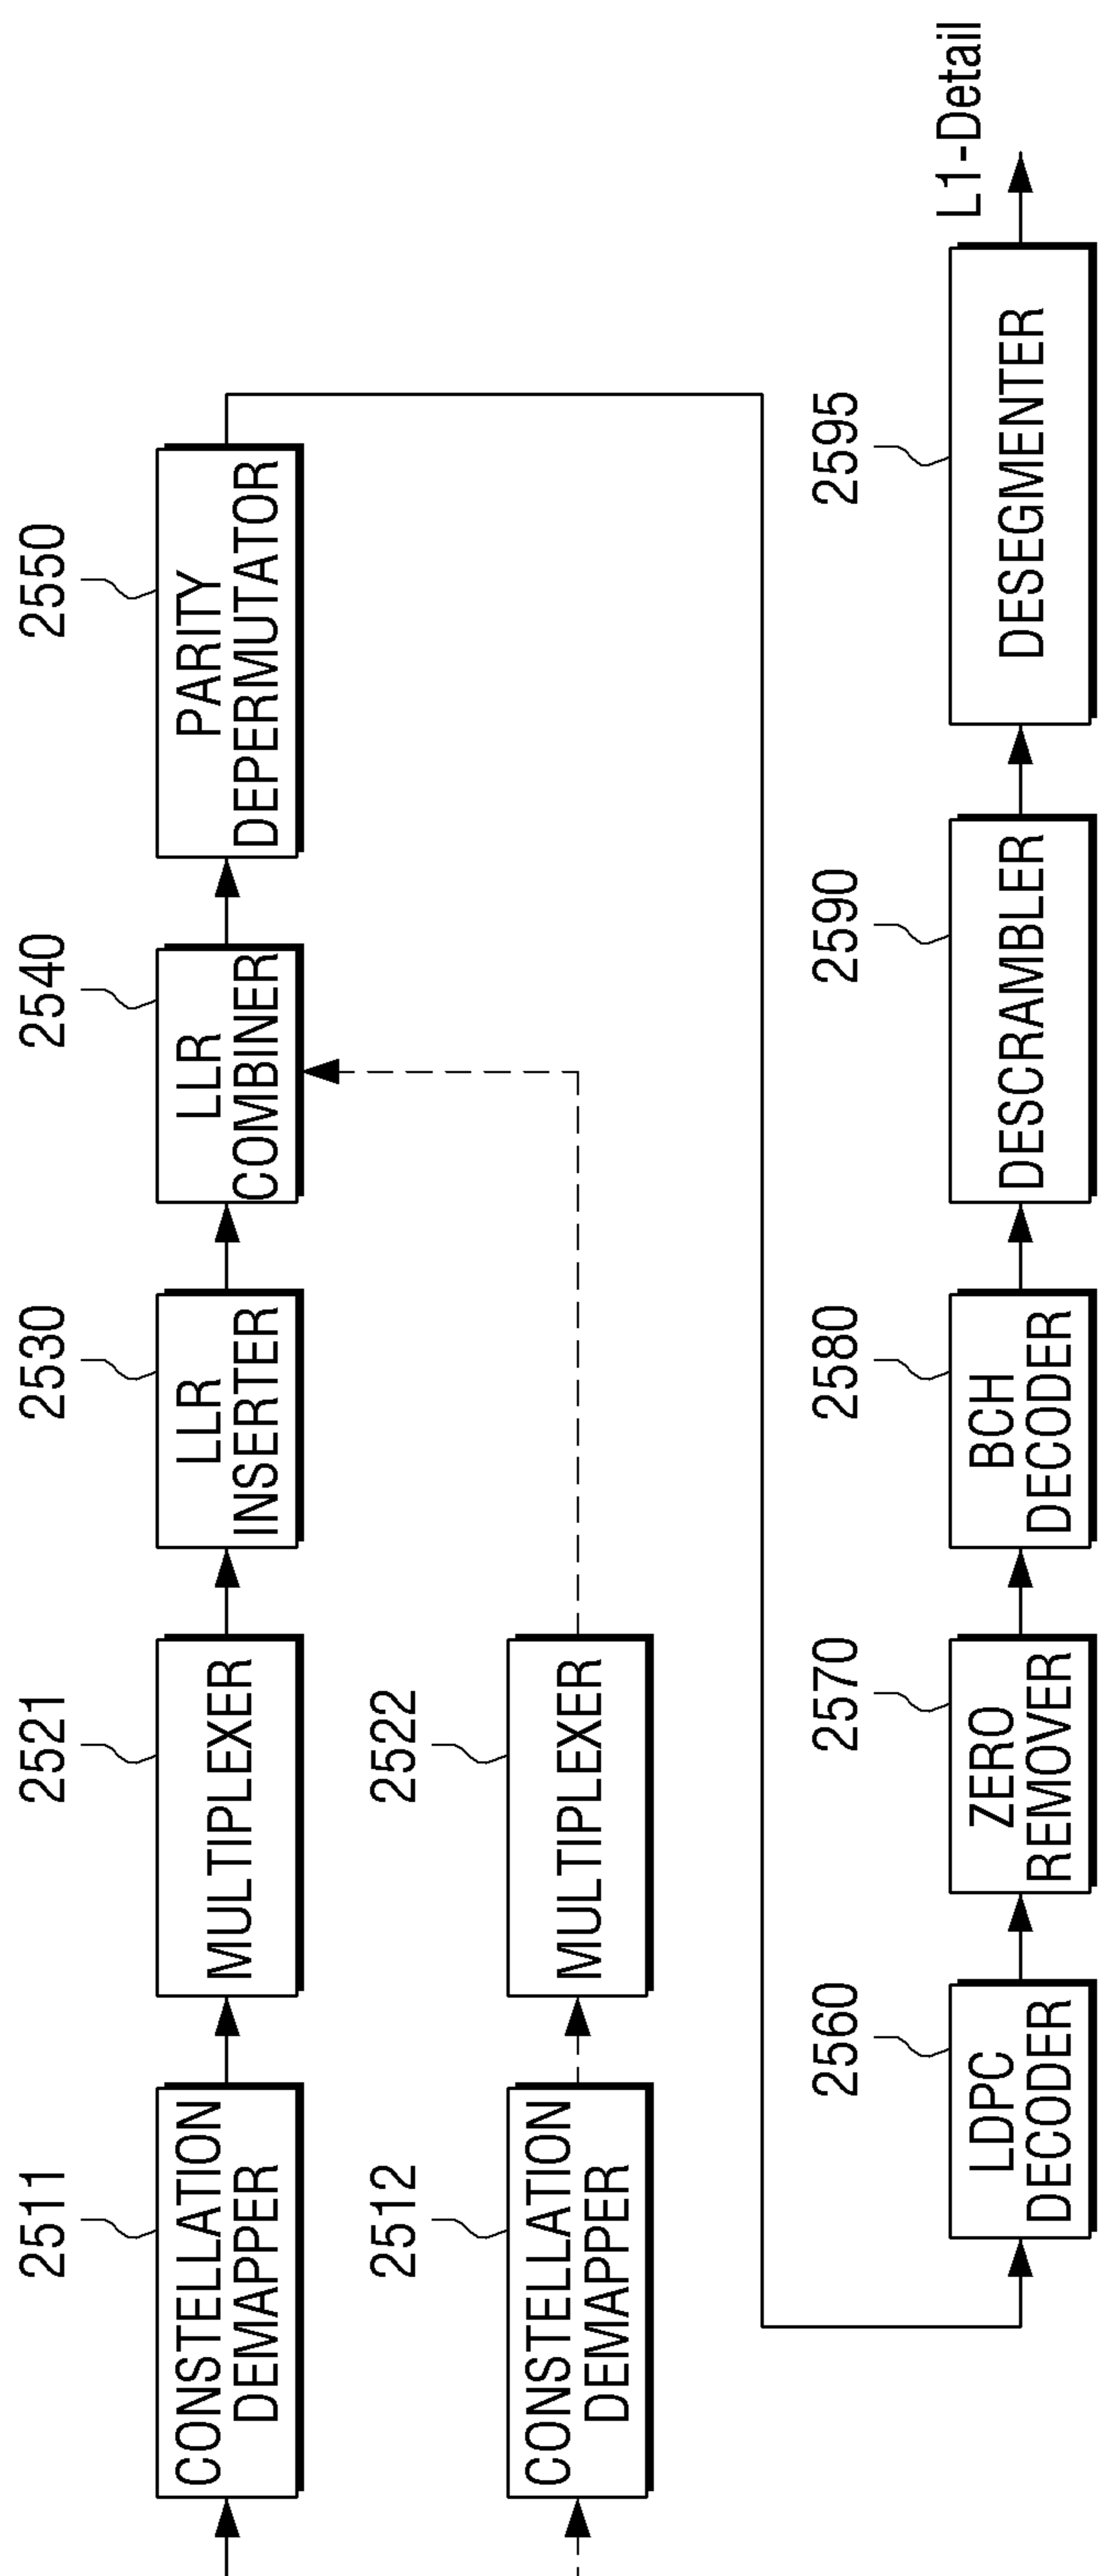 2511
CONSTELLATION
DEMAPPER
2521
MULTIPLEXER
2530
LLR
INSERTER
2540
LLR
COMBINER
2550
PARITY
DEPERMUTATOR
2512
CONSTELLATION
DEMAPPER
2522
MULTIPLEXER
2560
LDPC
DECODER
2570
ZERO
REMOVER
2580
BCH
DECODER
2590
DESCRAMBLER
2595
DESEGMENTER
L1-Detail